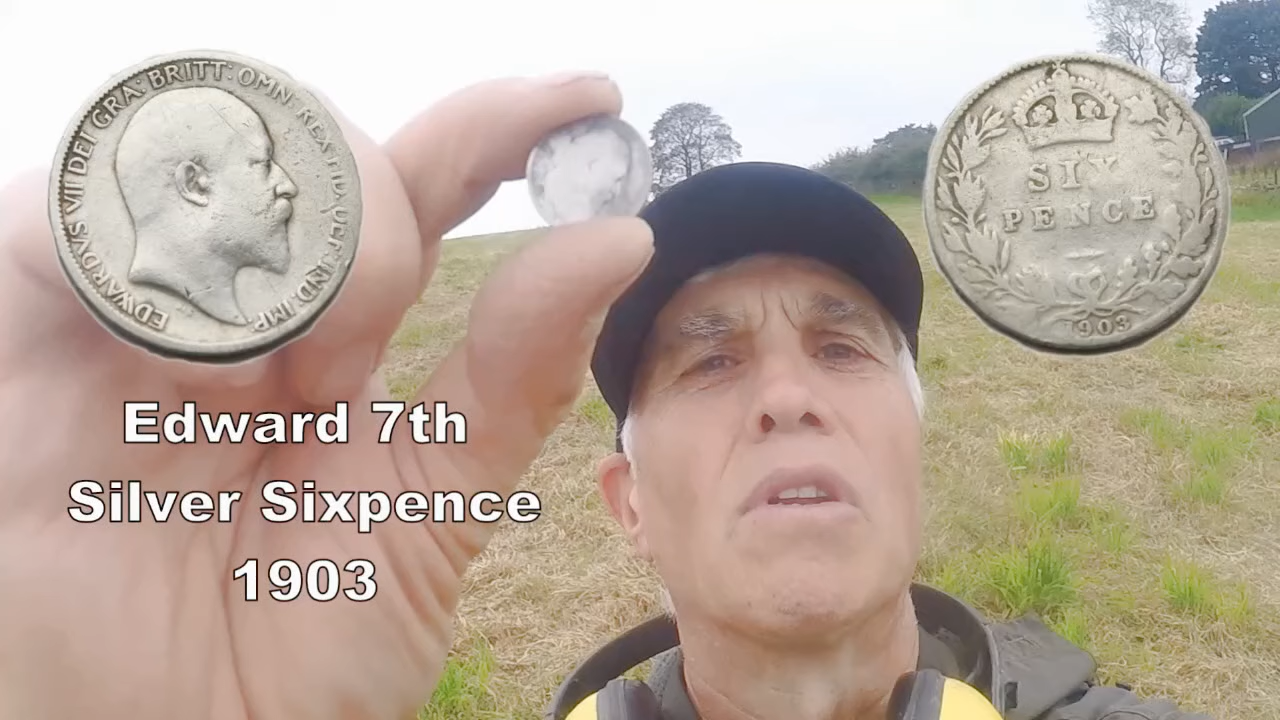 EDWARDVS VII DEI GRA: BRITT: OMN: REX FID: DEF: IND: IMP:
SIX
PENCE
1903
Edward 7th
Silver Sixpence
1903